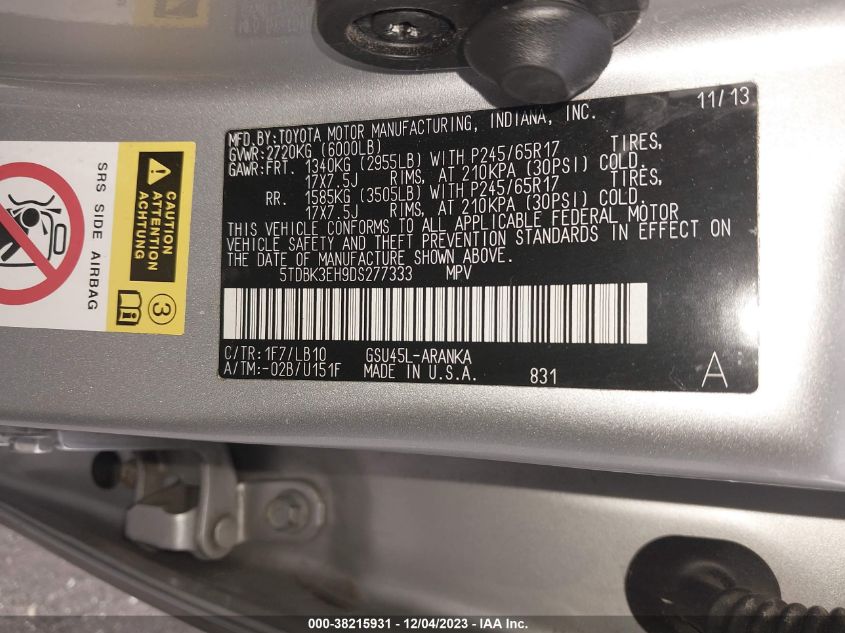 11/13
MFD.BY:TOYOTA MOTOR MANUFACTURING, INDIANA, INC.
GVWR:2720KG (6000LB)
GAWR:FRT. 1340KG (2955LB) WITH P245/65R17 TIRES,
17X7.5J RIMS, AT 210KPA (30PSI) COLD.
RR. 1585KG (3505LB) WITH P245/65R17 TIRES,
17X7.5J RIMS, AT 210KPA (30PSI) COLD.
THIS VEHICLE CONFORMS TO ALL APPLICABLE FEDERAL MOTOR
VEHICLE SAFETY AND THEFT PREVENTION STANDARDS IN EFFECT ON
THE DATE OF MANUFACTURE SHOWN ABOVE.
5TDBK3EH9DS277333 MPV
C/TR:1F7/LB10 GSU45L-ARANKA
A/TM:-02B/U151F MADE IN U.S.A. 831 A
SRS SIDE AIRBAG
CAUTION
ATTENTION
ACHTUNG
3
000-38215931 - 12/04/2023 - IAA Inc.